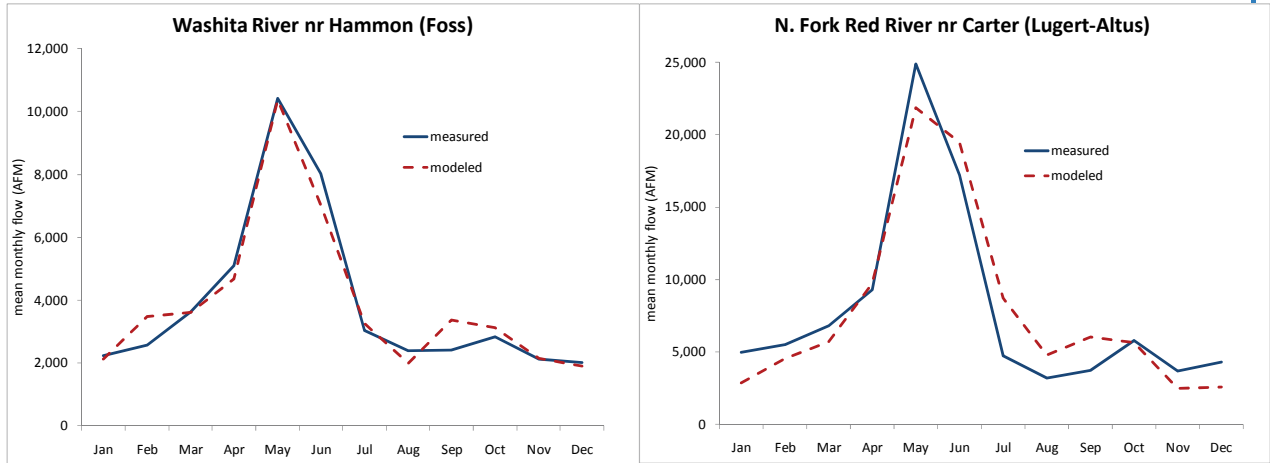 Washita River nr Hammon (Foss)
12,000
10,000
8,000
6,000
4,000
2,000
0
mean monthly flow (AFM)
measured
modeled
Jan Feb Mar Apr May Jun Jul Aug Sep Oct Nov Dec
N. Fork Red River nr Carter (Lugert-Altus)
25,000
20,000
15,000
10,000
5,000
0
mean monthly flow (AFM)
measured
modeled
Jan Feb Mar Apr May Jun Jul Aug Sep Oct Nov Dec